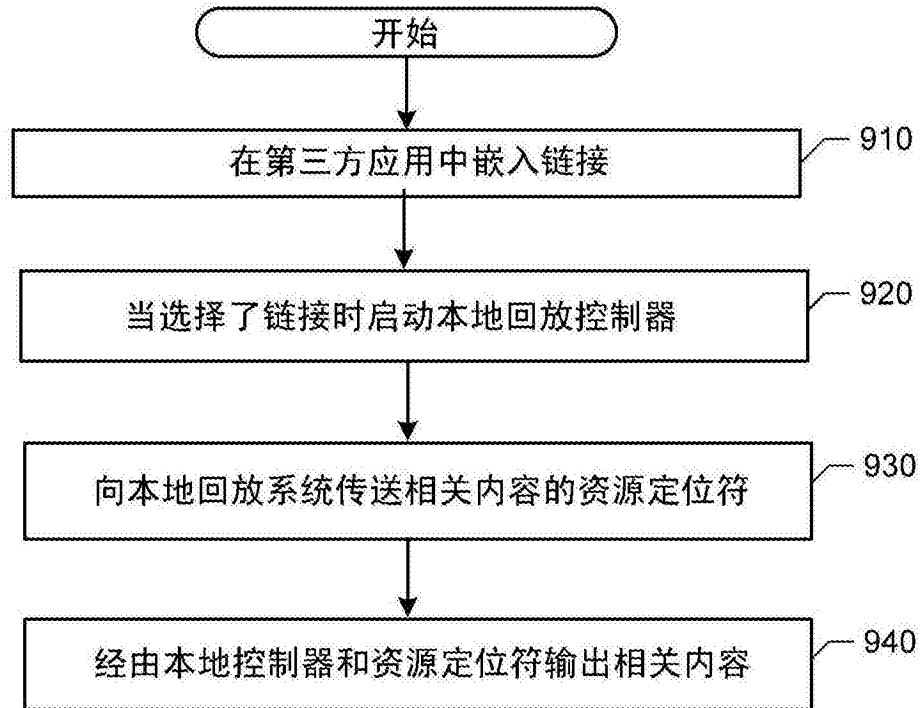 开始
在第三方应用中嵌入链接
910
当选择了链接时启动本地回放控制器
920
向本地回放系统传送相关内容的资源定位符
930
经由本地控制器和资源定位符输出相关内容
940